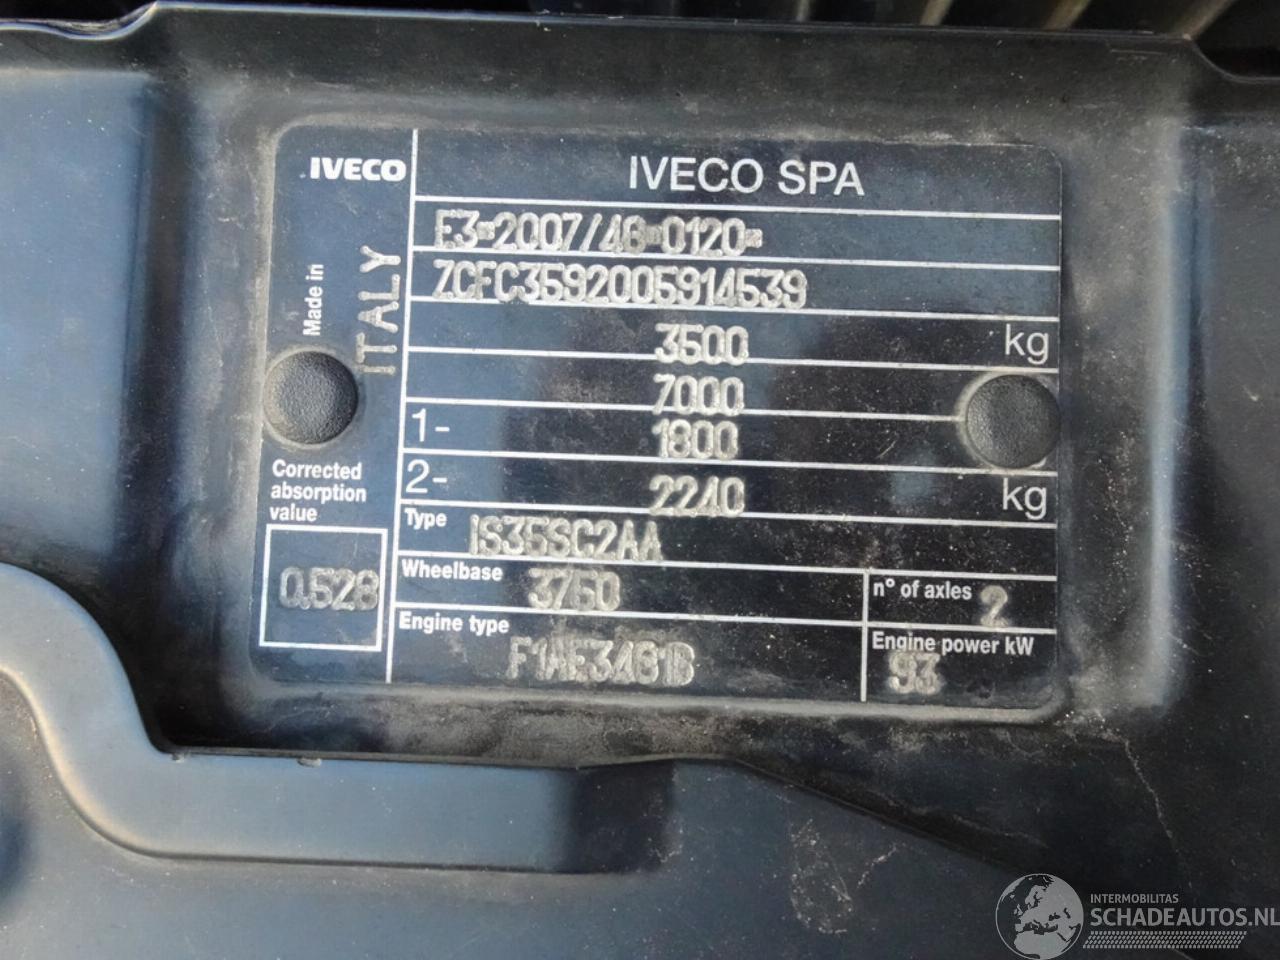 IVECO
IVECO SPA
Made in ITALY
E3*2007/46*0120*
ZCFC3592005914539
3500 kg
7000
1- 1800
2- 2240 kg
Corrected
absorption
value
0.528
Type IS35SC2AA
Wheelbase 3750
n° of axles 2
Engine type F1AE3481B
Engine power kW 93
INTERMOBILITAS
SCHADEAUTOS.NL